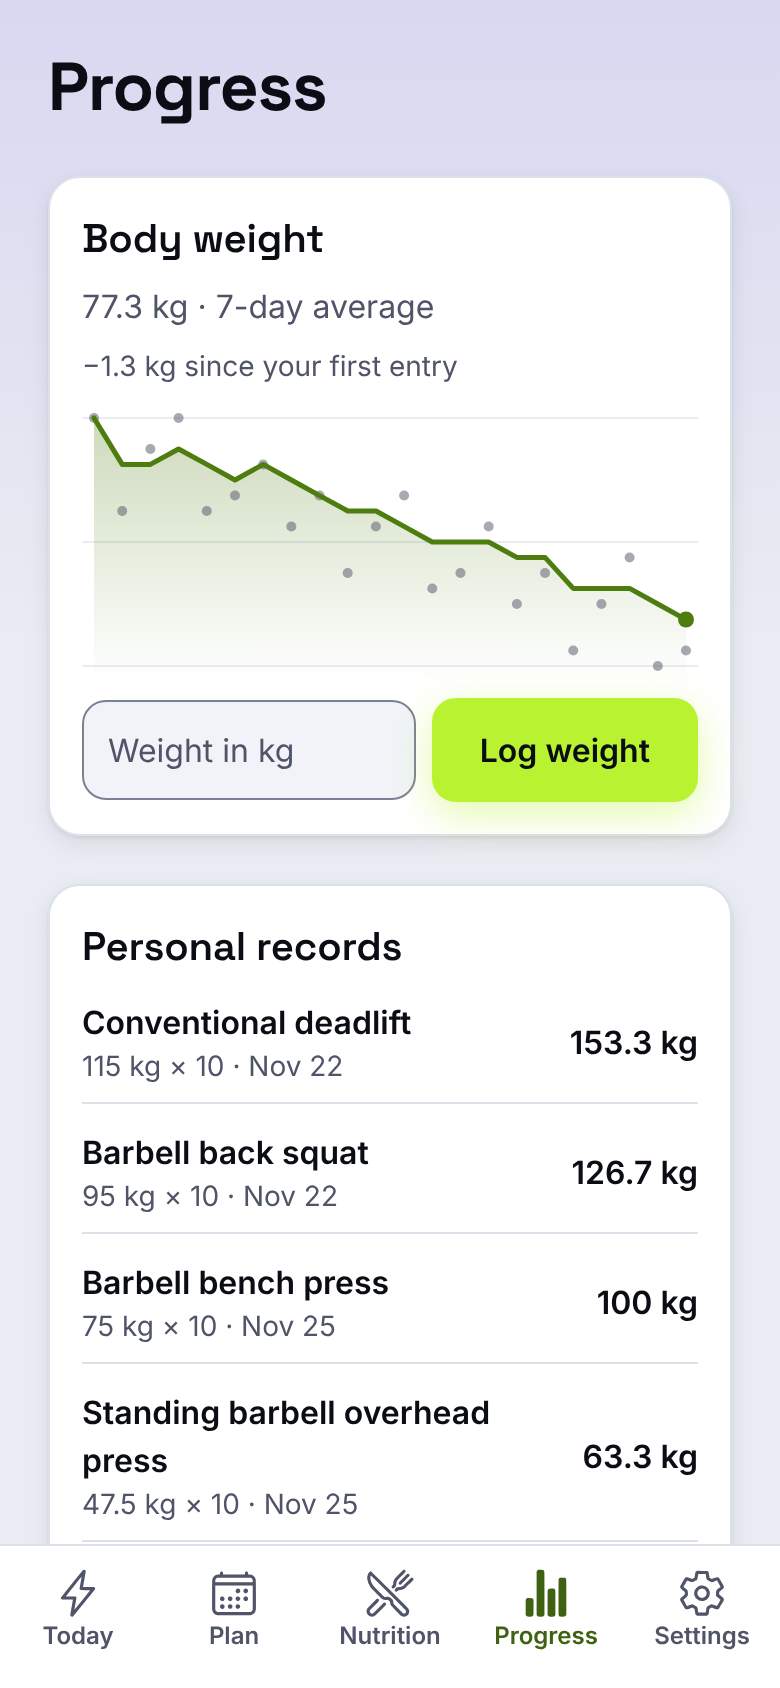 Progress
Body weight
77.3 kg · 7-day average
−1.3 kg since your first entry
Weight in kg
Log weight
Personal records
Conventional deadlift
115 kg × 10 · Nov 22
153.3 kg
Barbell back squat
95 kg × 10 · Nov 22
126.7 kg
Barbell bench press
75 kg × 10 · Nov 25
100 kg
Standing barbell overhead
press
47.5 kg × 10 · Nov 25
63.3 kg
Today
Plan
Nutrition
Progress
Settings